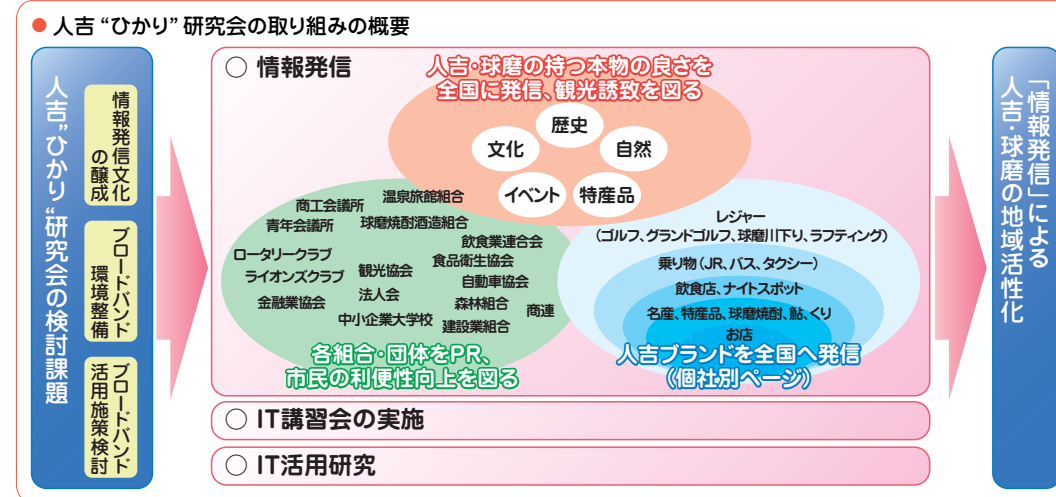 ● 人吉“ひかり”研究会の取り組みの概要
人吉”ひかり“研究会の検討課題
情報発信文化
の醸成
ブロードバンド
環境整備
ブロードバンド
活用施策検討
○ 情報発信
人吉・球磨の持つ本物の良さを
全国に発信、観光誘致を図る
歴史
文化
自然
イベント
特産品
商工会議所
温泉旅館組合
青年会議所
球磨焼酎酒造組合
飲食業連合会
ロータリークラブ
食品衛生協会
ライオンズクラブ
観光協会
自動車協会
金融業協会
法人会
森林組合
商連
中小企業大学校
建設業組合
各組合・団体をPR、
市民の利便性向上を図る
レジャー
(ゴルフ、グランドゴルフ、球磨川下り、ラフティング)
乗り物(JR、バス、タクシー)
飲食店、ナイトスポット
名産、特産品、球磨焼酎、鮎、くり
お店
人吉ブランドを全国へ発信
(個社別ページ)
○ IT講習会の実施
○ IT活用研究
「情報発信」による
人吉・球磨の地域活性化